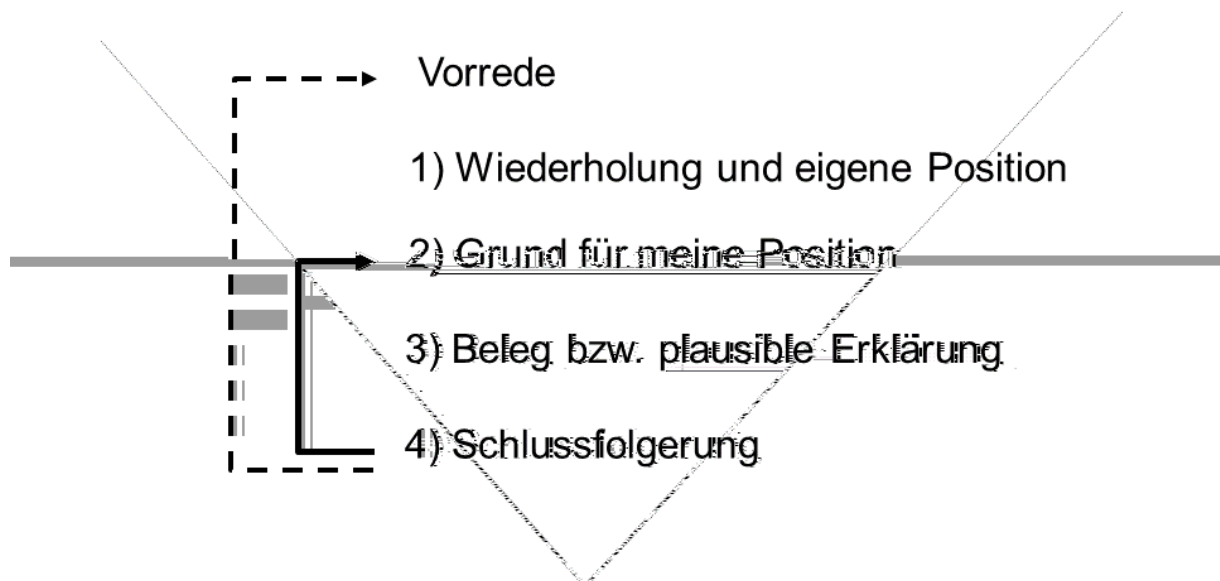 Vorrede
1) Wiederholung und eigene Position
2) Grund für meine Position
3) Beleg bzw. plausible Erklärung
4) Schlussfolgerung